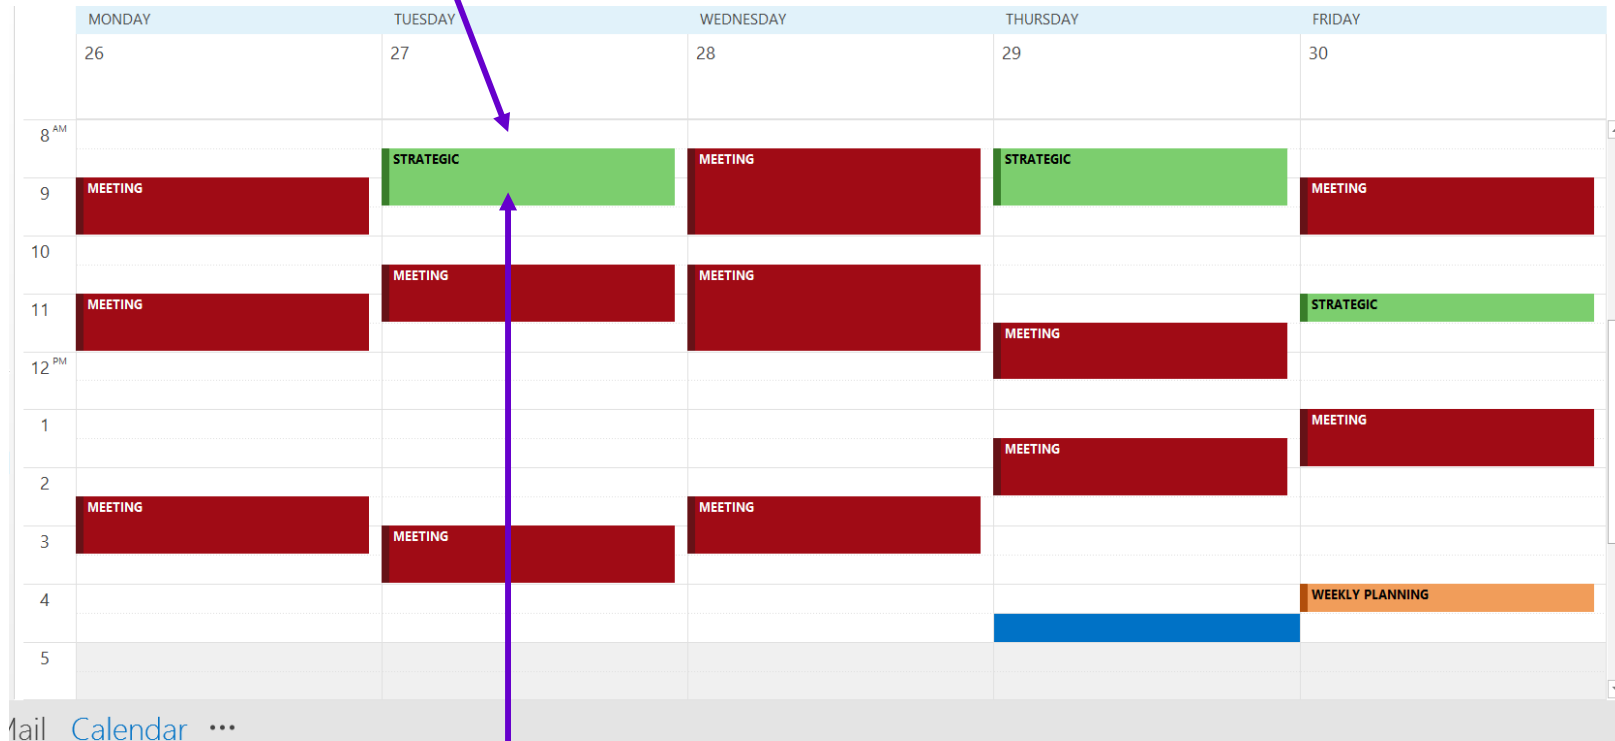 MONDAY TUESDAY WEDNESDAY THURSDAY FRIDAY
26 27 28 29 30
8 AM
STRATEGIC MEETING STRATEGIC
9 MEETING MEETING
10
MEETING MEETING
11 MEETING STRATEGIC
MEETING
12 PM
1 MEETING
MEETING
2
MEETING MEETING
3 MEETING
4 WEEKLY PLANNING
5
Mail Calendar ···